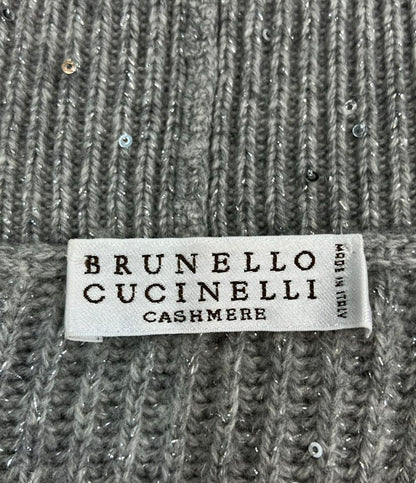 BRUNELLO
CUCINELLI
CASHMERE
MADE IN ITALY